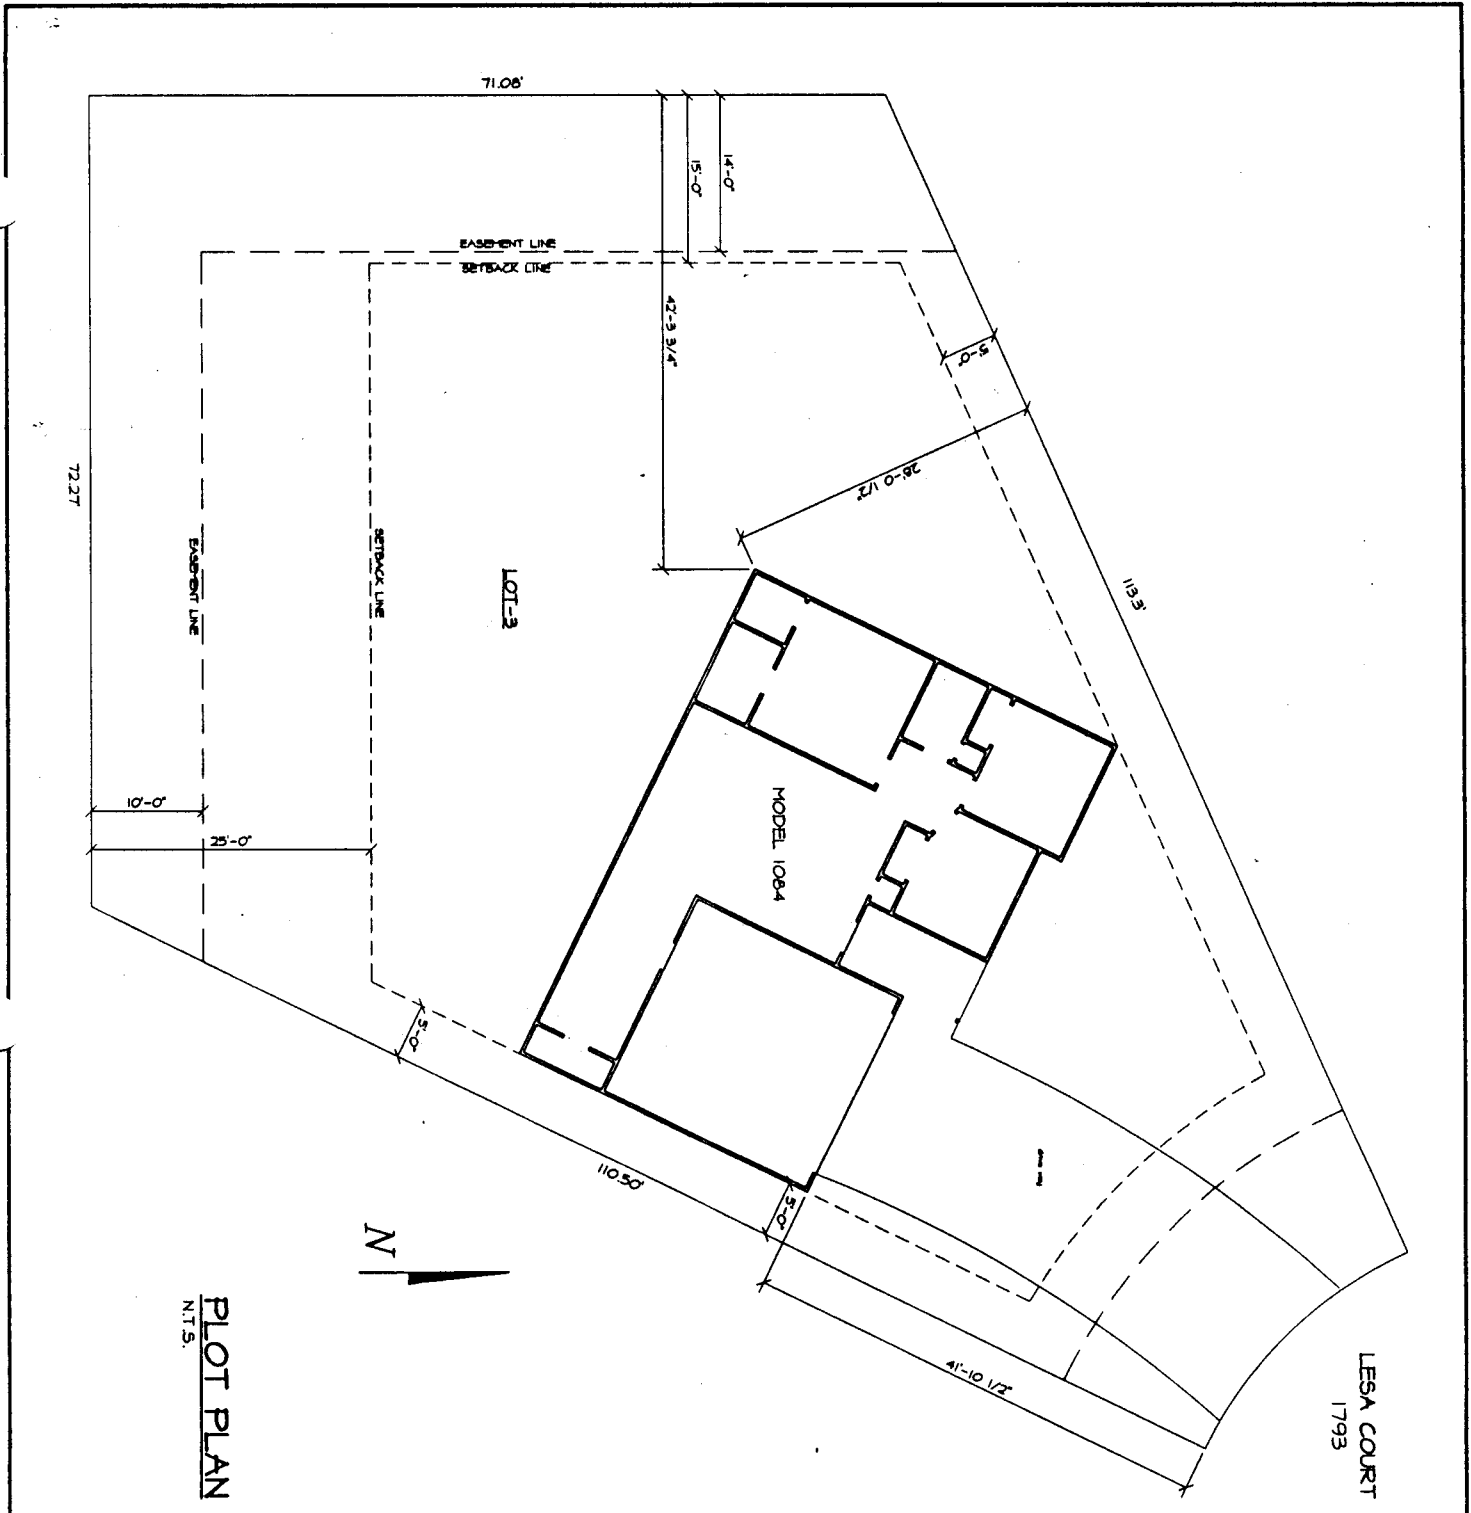 71.08'
14'-0"
15'-0"
EASEMENT LINE
SETBACK LINE
42'-3 3/4"
5'-0"
28'-0 1/2"
113.3'
72.27
EASEMENT LINE
SETBACK LINE
LOT-3
MODEL 1084
10'-0"
25'-0"
5'-0"
110.50'
5'-0"
41'-10 1/2"
N
PLOT PLAN
N.T.S.
LESA COURT
1793